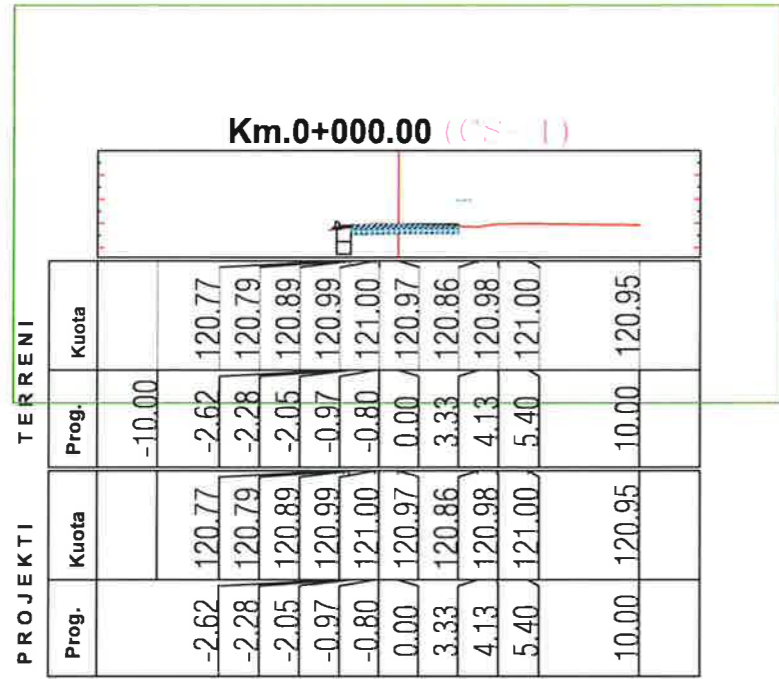 Km.0+000.00 (CS - 1)
TERRENI
Kuota 120.77 120.79 120.89 120.99 121.00 120.97 120.86 120.98 121.00 120.95
Prog. -10.00 -2.62 -2.28 -2.05 -0.97 -0.80 0.00 3.33 4.13 5.40 10.00
PROJEKTI
Kuota 120.77 120.79 120.89 120.99 121.00 120.97 120.86 120.98 121.00 120.95
Prog. -2.62 -2.28 -2.05 -0.97 -0.80 0.00 3.33 4.13 5.40 10.00